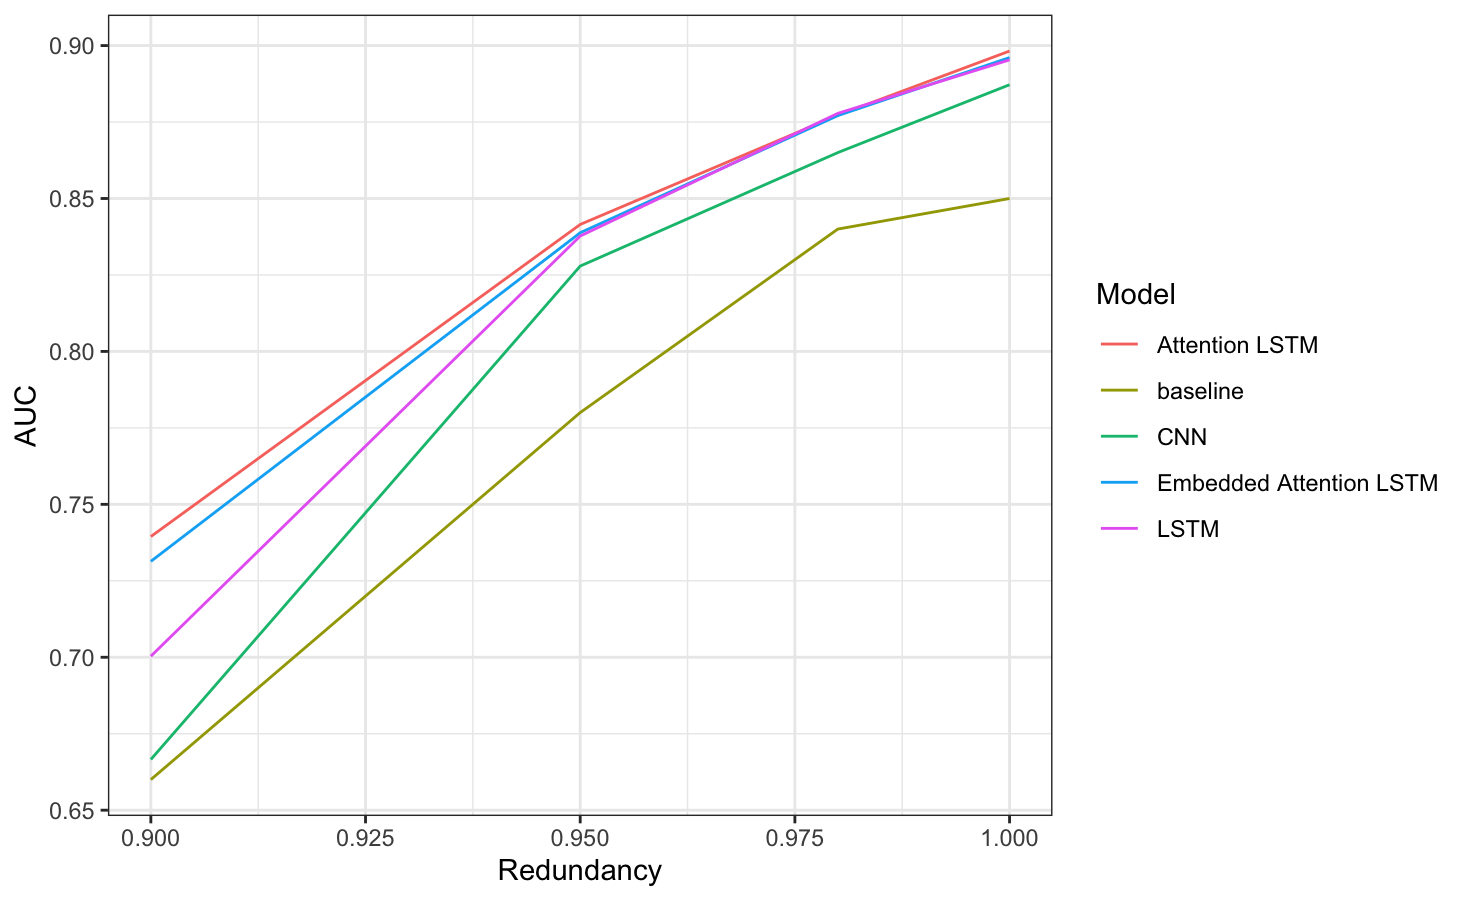 0.90
0.85
0.80
0.75
0.70
0.65
AUC
0.900 0.925 0.950 0.975 1.000
Redundancy
Model
Attention LSTM
baseline
CNN
Embedded Attention LSTM
LSTM